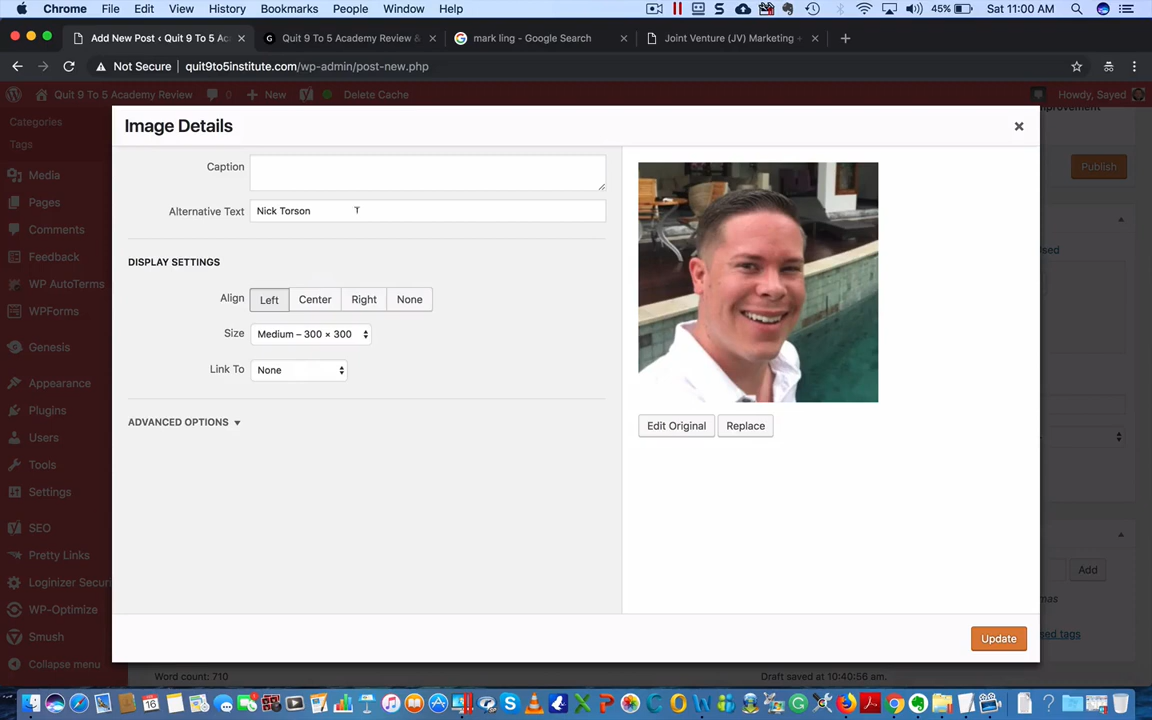 Chrome File Edit View History Bookmarks People Window Help 45% Sat 11:00 AM
Add New Post ‹ Quit 9 To 5 Ac
Quit 9 To 5 Academy Review &
mark ling - Google Search
Joint Venture (JV) Marketing
Not Secure | quit9to5institute.com/wp-admin/post-new.php
Quit 9 To 5 Academy Review 0 New Delete Cache Howdy, Sayed
Categories
Tags
Media
Pages
Comments
Feedback
WP AutoTerms
WPForms
Genesis
Appearance
Plugins
Users
Tools
Settings
SEO
Pretty Links
Loginizer Securi
WP-Optimize
Smush
Collapse menu
Image Details
Caption
Alternative Text Nick Torson
DISPLAY SETTINGS
Align Left Center Right None
Size Medium – 300 × 300
Link To None
ADVANCED OPTIONS
Edit Original Replace
Update
Publish
Add
Word count: 710
Draft saved at 10:40:56 am.
16